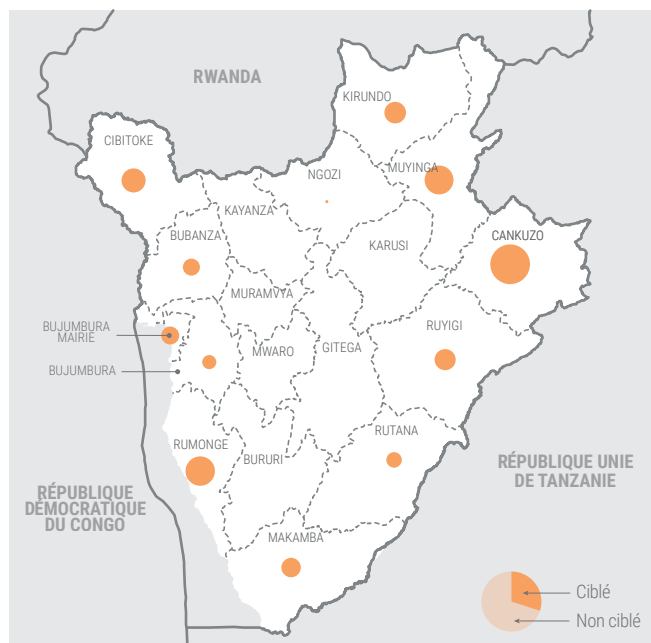 RWANDA
KIRUNDO
CIBITOKE
NGOZI
MUYINGA
KAYANZA
BUBANZA
KARUSI
CANKUZO
MURAMVYA
BUJUMBURA
MAIRIE
RUYIGI
MWARO
GITEGA
BUJUMBURA
RUTANA
RUMONGE
BURURI
RÉPUBLIQUE UNIE
DE TANZANIE
RÉPUBLIQUE
DÉMOCRATIQUE
DU CONGO
MAKAMBA
Ciblé
Non ciblé